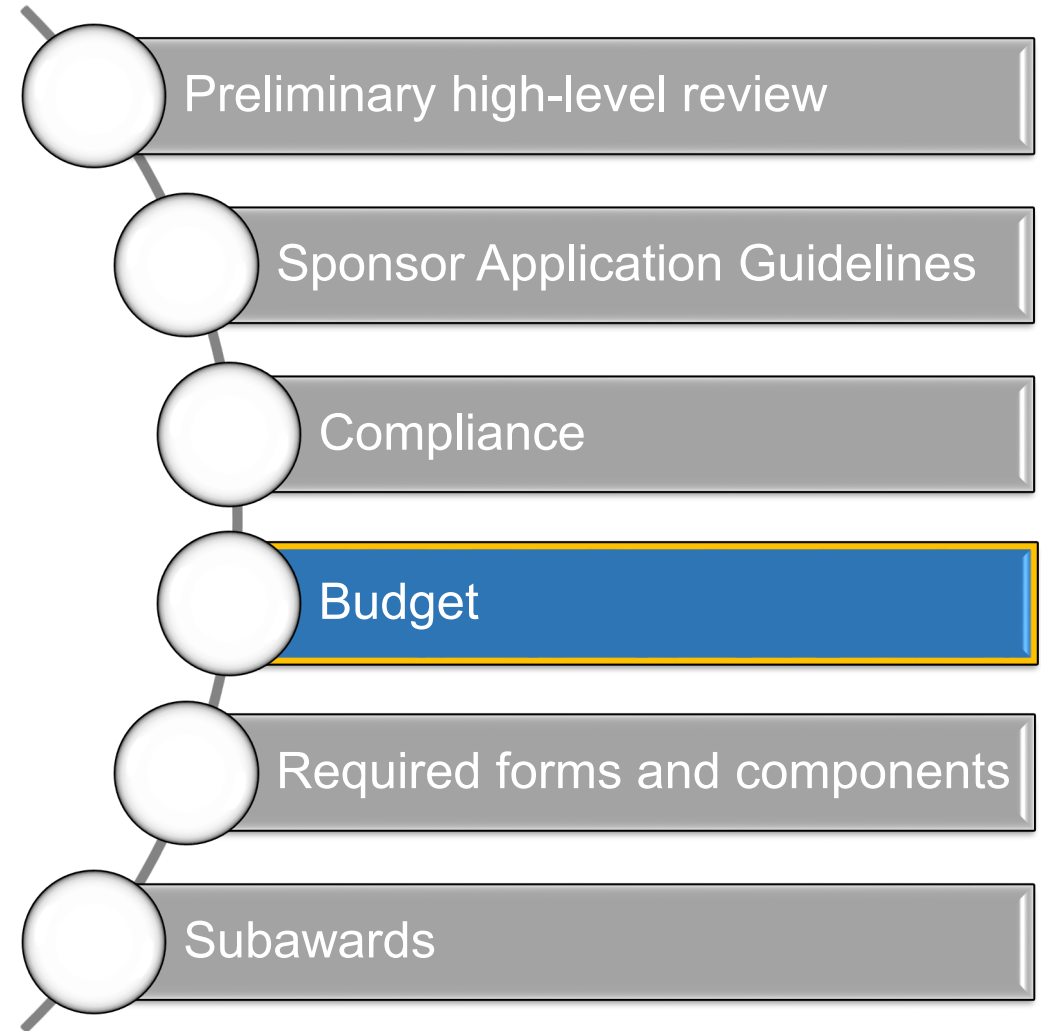 Preliminary high-level review
Sponsor Application Guidelines
Compliance
Budget
Required forms and components
Subawards